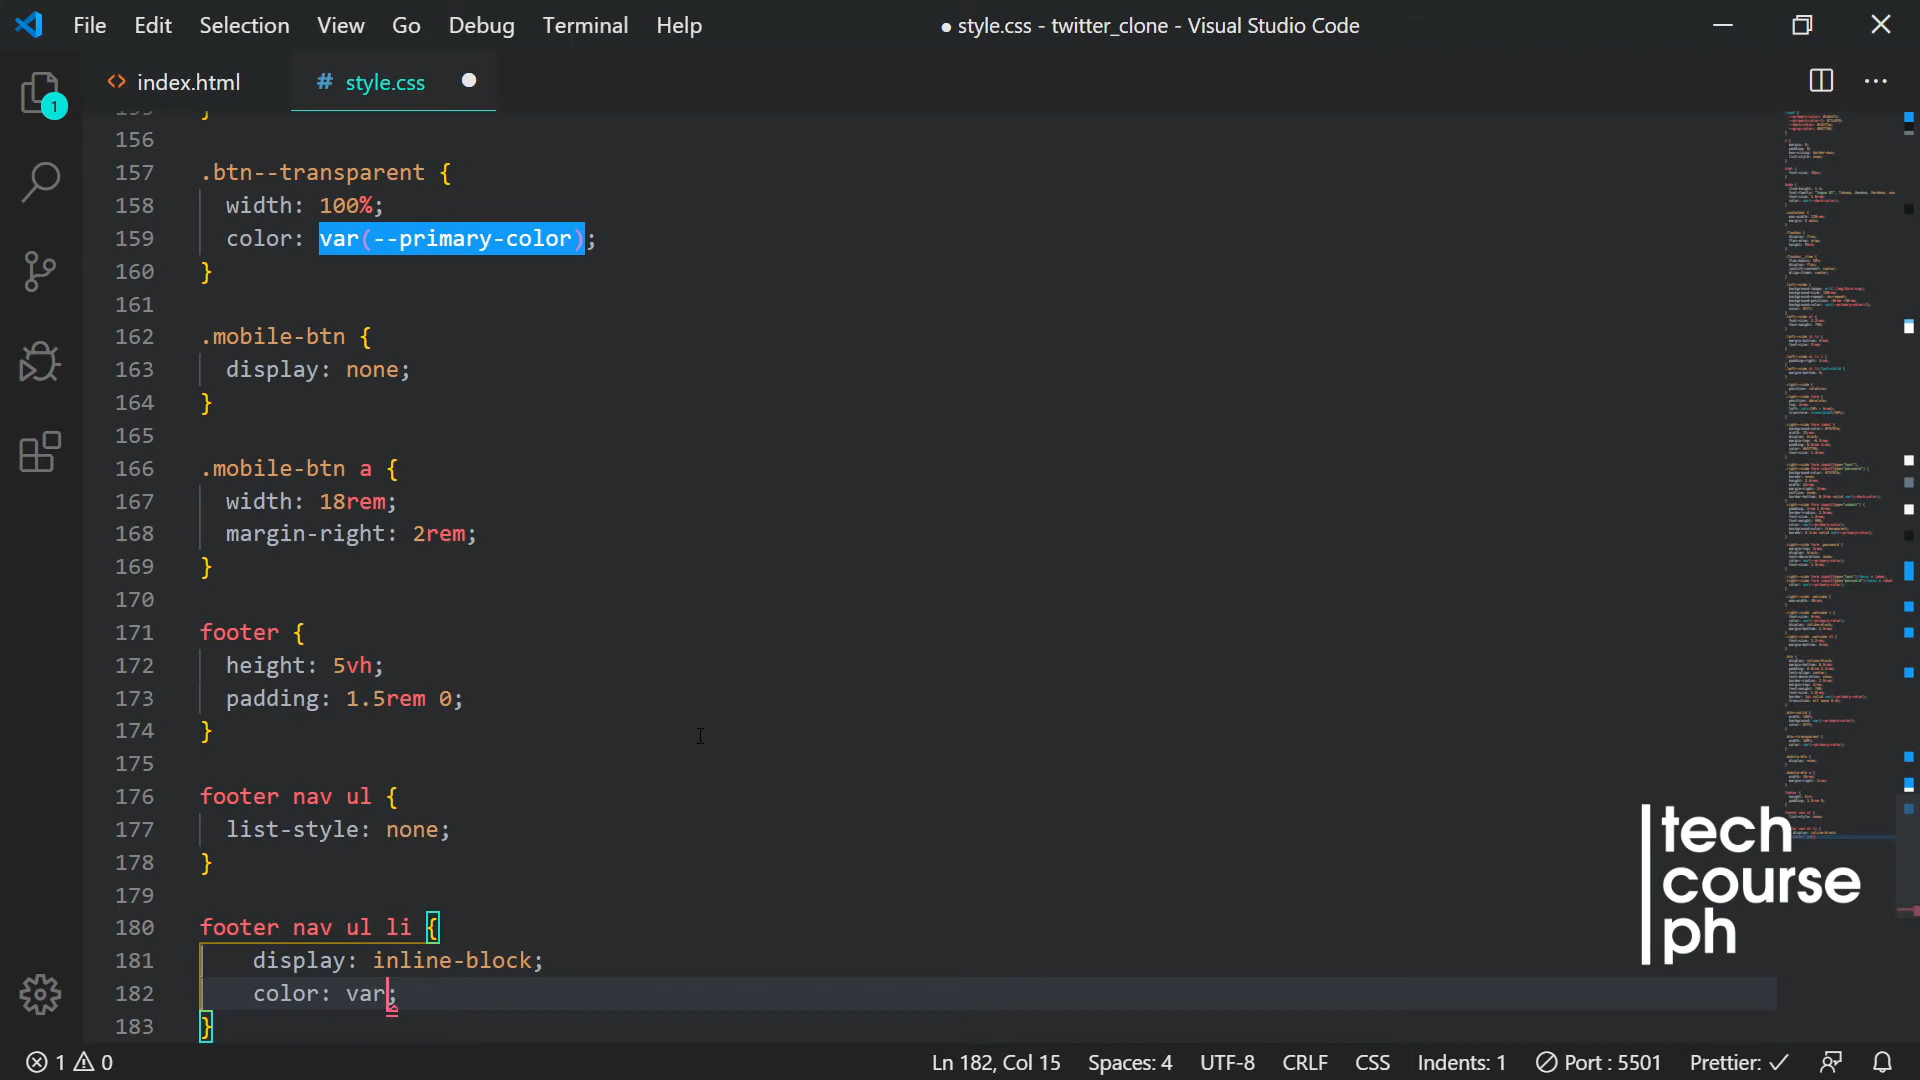 File Edit Selection View Go Debug Terminal Help ● style.css - twitter_clone - Visual Studio Code
<> index.html # style.css
1
156
157 .btn--transparent {
158 width: 100%;
159 color: var(--primary-color);
160 }
161
162 .mobile-btn {
163 display: none;
164 }
165
166 .mobile-btn a {
167 width: 18rem;
168 margin-right: 2rem;
169 }
170
171 footer {
172 height: 5vh;
173 padding: 1.5rem 0;
174 }
175
176 footer nav ul {
177 list-style: none;
178 }
179
180 footer nav ul li {
181 display: inline-block;
182 color: var;
183 }
tech
course
ph
1 0 Ln 182, Col 15 Spaces: 4 UTF-8 CRLF CSS Indents: 1 Port : 5501 Prettier: ✓